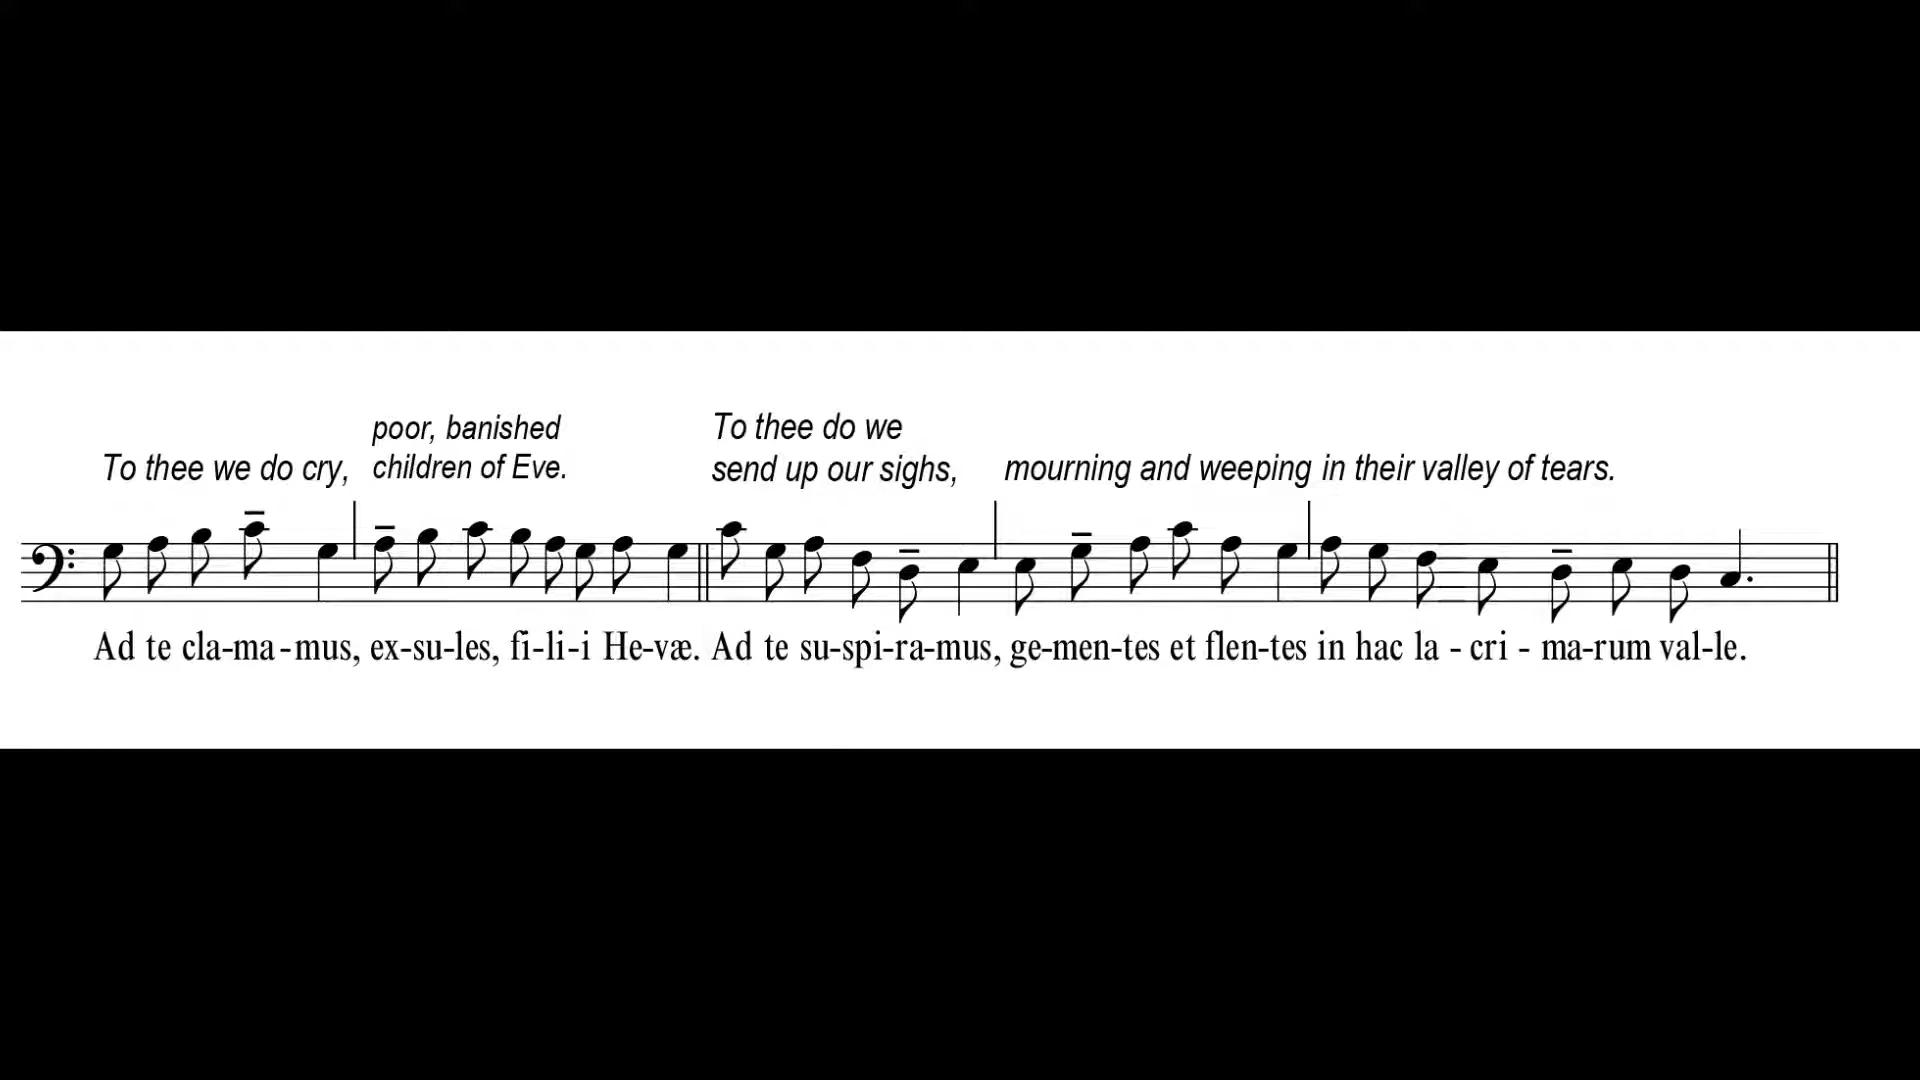 To thee we do cry,
poor, banished
children of Eve.
To thee do we
send up our sighs,
mourning and weeping in their valley of tears.
Ad te cla-ma-mus, ex-su-les, fi-li-i He-væ. Ad te su-spi-ra-mus, ge-men-tes et flen-tes in hac la - cri - ma-rum val-le.